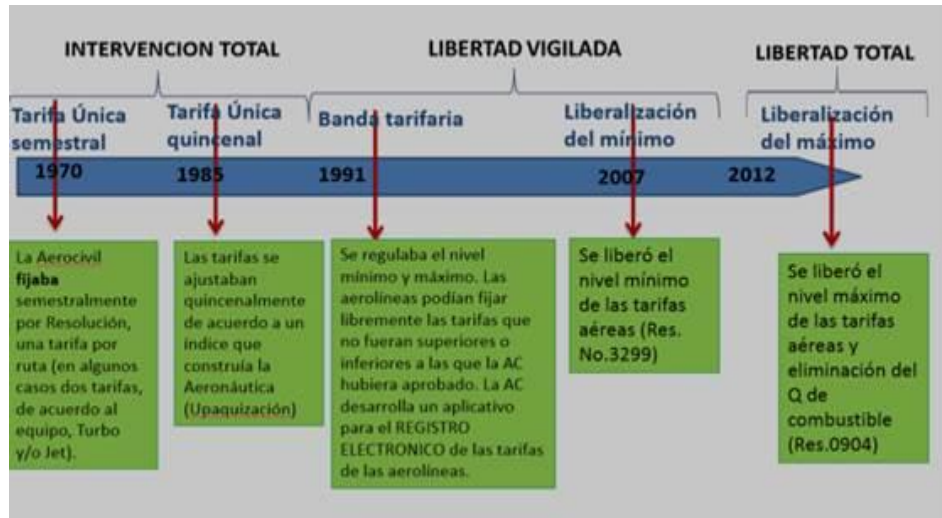 INTERVENCION TOTAL
LIBERTAD VIGILADA
LIBERTAD TOTAL
Tarifa Única
semestral
Tarifa Única
quincenal
Banda tarifaria
Liberalización
del mínimo
Liberalización
del máximo
1970
1985
1991
2007
2012
La Aerocivil
fijaba
semestralmente
por Resolución,
una tarifa por
ruta (en algunos
casos dos tarifas,
de acuerdo al
equipo, Turbo
y/o Jet).
Las tarifas se
ajustaban
quincenalmente
de acuerdo a un
índice que
construía la
Aeronáutica
(Upaquización)
Se regulaba el nivel
mínimo y máximo. Las
aerolíneas podían fijar
libremente las tarifas que
no fueran superiores o
inferiores a las que la AC
hubiera aprobado. La AC
desarrolla un aplicativo
para el REGISTRO
ELECTRONICO de las tarifas
de las aerolíneas.
Se liberó el
nivel mínimo
de las tarifas
aéreas (Res.
No.3299)
Se liberó el
nivel máximo
de las tarifas
aéreas y
eliminación del
Q de
combustible
(Res.0904)